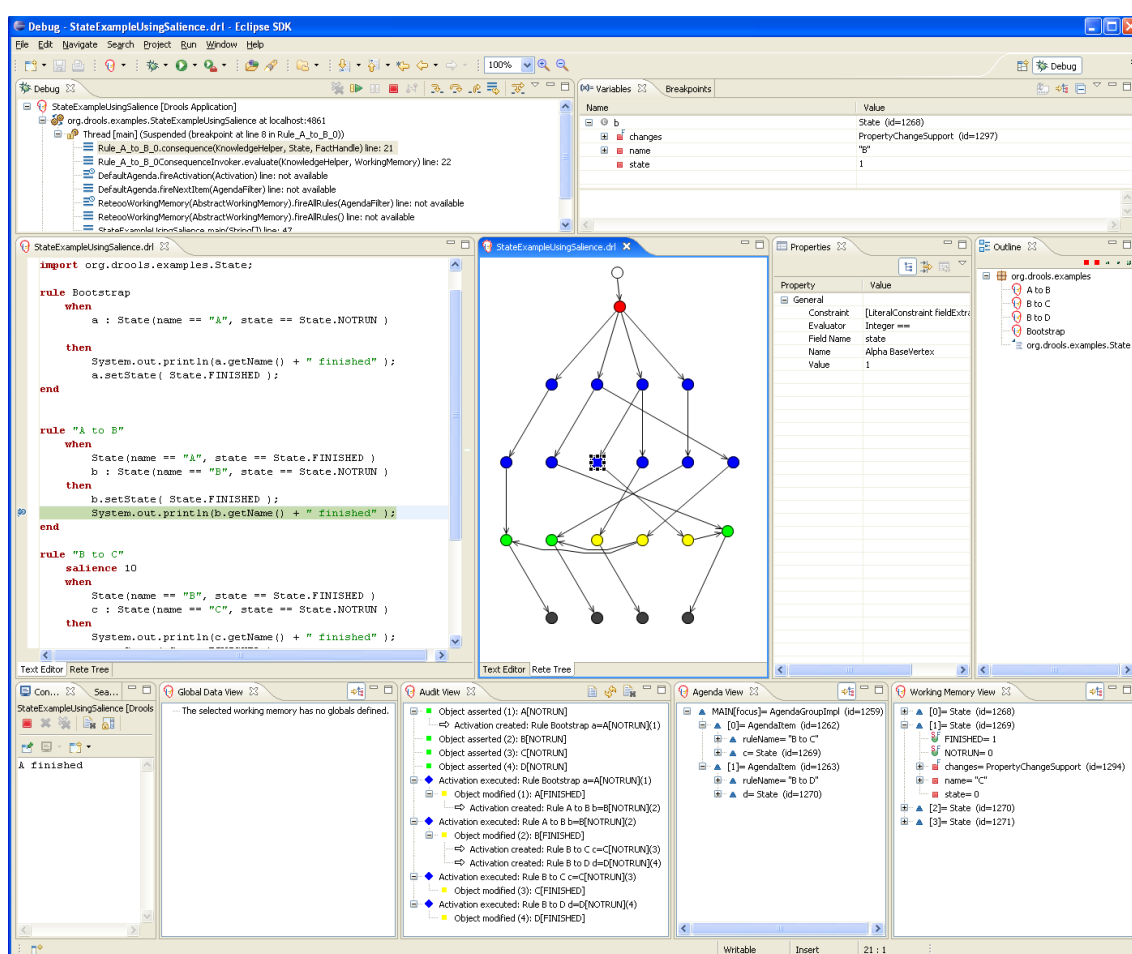 Debug - StateExampleUsingSalience.drl - Eclipse SDK
File Edit Navigate Search Project Run Window Help
100%
Debug
Debug
StateExampleUsingSalience [Drools Application]
org.drools.examples.StateExampleUsingSalience at localhost:4861
Thread [main] (Suspended (breakpoint at line 8 in Rule_A_to_B_0))
Rule_A_to_B_0.consequence(KnowledgeHelper, State, FactHandle) line: 21
Rule_A_to_B_0ConsequenceInvoker.evaluate(KnowledgeHelper, WorkingMemory) line: 22
DefaultAgenda.fireActivation(Activation) line: not available
DefaultAgenda.fireNextItem(AgendaFilter) line: not available
ReteooWorkingMemory(AbstractWorkingMemory).fireAllRules(AgendaFilter) line: not available
ReteooWorkingMemory(AbstractWorkingMemory).fireAllRules() line: not available
StateExampleUsingSalience.main(String[]) line: 47
(x)= Variables Breakpoints
Name Value
b State (id=1268)
changes PropertyChangeSupport (id=1297)
name "B"
state 1
StateExampleUsingSalience.drl
import org.drools.examples.State;
rule Bootstrap
when
a : State(name == "A", state == State.NOTRUN )
then
System.out.println(a.getName() + " finished" );
a.setState( State.FINISHED );
end
rule "A to B"
when
State(name == "A", state == State.FINISHED )
b : State(name == "B", state == State.NOTRUN )
then
b.setState( State.FINISHED );
System.out.println(b.getName() + " finished" );
end
rule "B to C"
salience 10
when
State(name == "B", state == State.FINISHED )
c : State(name == "C", state == State.NOTRUN )
then
System.out.println(c.getName() + " finished" );
Text Editor Rete Tree
StateExampleUsingSalience.drl
Text Editor Rete Tree
Properties
Property Value
General
Constraint [LiteralConstraint fieldExtra
Evaluator Integer ==
Field Name state
Name Alpha BaseVertex
Value 1
Outline
org.drools.examples
A to B
B to C
B to D
Bootstrap
org.drools.examples.State
Con... Sea...
StateExampleUsingSalience [Drools
A finished
Global Data View
The selected working memory has no globals defined.
Audit View
Object asserted (1): A[NOTRUN]
Activation created: Rule Bootstrap a=A[NOTRUN](1)
Object asserted (2): B[NOTRUN]
Object asserted (3): C[NOTRUN]
Object asserted (4): D[NOTRUN]
Activation executed: Rule Bootstrap a=A[NOTRUN](1)
Object modified (1): A[FINISHED]
Activation created: Rule A to B b=B[NOTRUN](2)
Activation executed: Rule A to B b=B[NOTRUN](2)
Object modified (2): B[FINISHED]
Activation created: Rule B to C c=C[NOTRUN](3)
Activation created: Rule B to D d=D[NOTRUN](4)
Activation executed: Rule B to C c=C[NOTRUN](3)
Object modified (3): C[FINISHED]
Activation executed: Rule B to D d=D[NOTRUN](4)
Object modified (4): D[FINISHED]
Agenda View
MAIN[focus]= AgendaGroupImpl (id=1259)
[0]= AgendaItem (id=1262)
ruleName= "B to C"
c= State (id=1269)
[1]= AgendaItem (id=1263)
ruleName= "B to D"
d= State (id=1270)
Working Memory View
[0]= State (id=1268)
[1]= State (id=1269)
FINISHED= 1
NOTRUN= 0
changes= PropertyChangeSupport (id=1294)
name= "C"
state= 0
[2]= State (id=1270)
[3]= State (id=1271)
Writable Insert 21 : 1